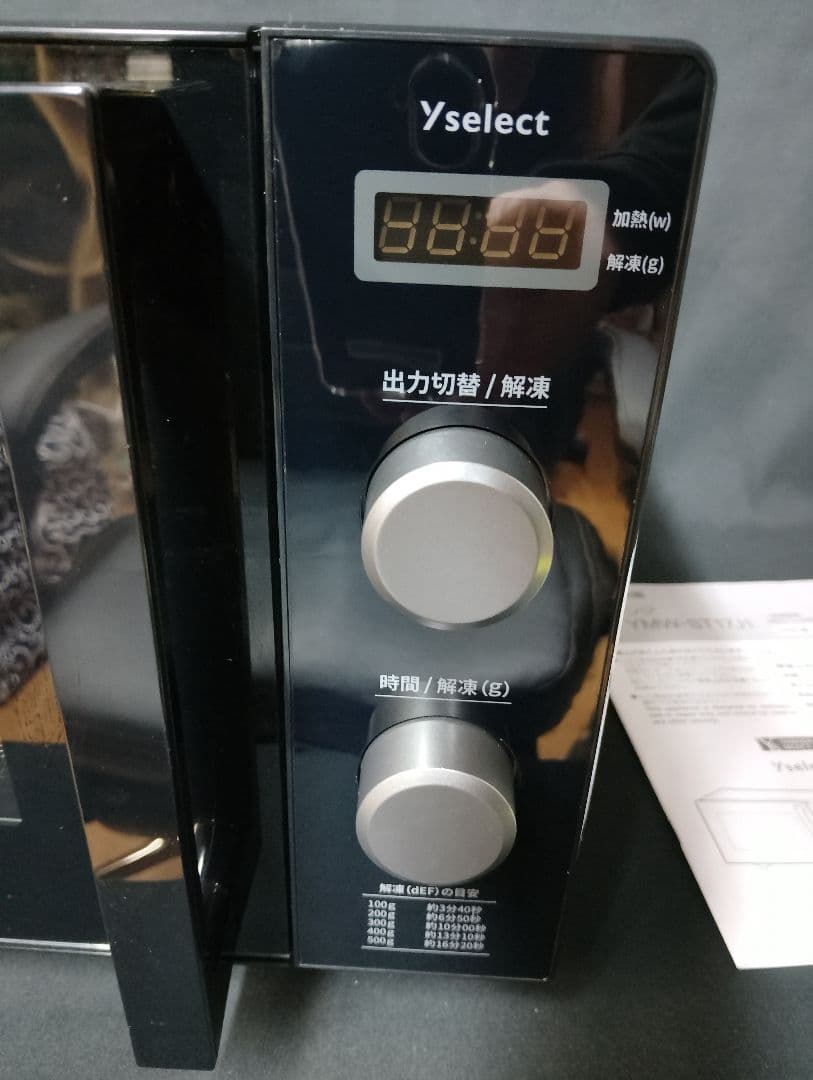 Yselect
加熱(w)
解凍(g)
出力切替/解凍
時間/解凍(g)
解凍(dEF)の目安
100g 約3分40秒
200g 約6分50秒
300g 約10分00秒
400g 約13分10秒
500g 約16分20秒
Yselect